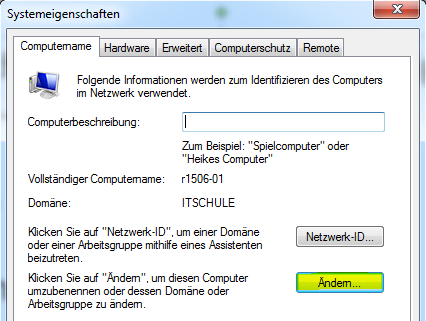 Systemeigenschaften
Computername Hardware Erweitert Computerschutz Remote
Folgende Informationen werden zum Identifizieren des Computers
im Netzwerk verwendet.
Computerbeschreibung:
Zum Beispiel: "Spielcomputer" oder
"Heikes Computer"
Vollständiger Computername: r1506-01
Domäne: ITSCHULE
Klicken Sie auf "Netzwerk-ID", um einer Domäne
oder einer Arbeitsgruppe mithilfe eines Assistenten
beizutreten.
Netzwerk-ID...
Klicken Sie auf "Ändern", um diesen Computer
umzubenennen oder dessen Domäne oder
Arbeitsgruppe zu ändern.
Ändern...